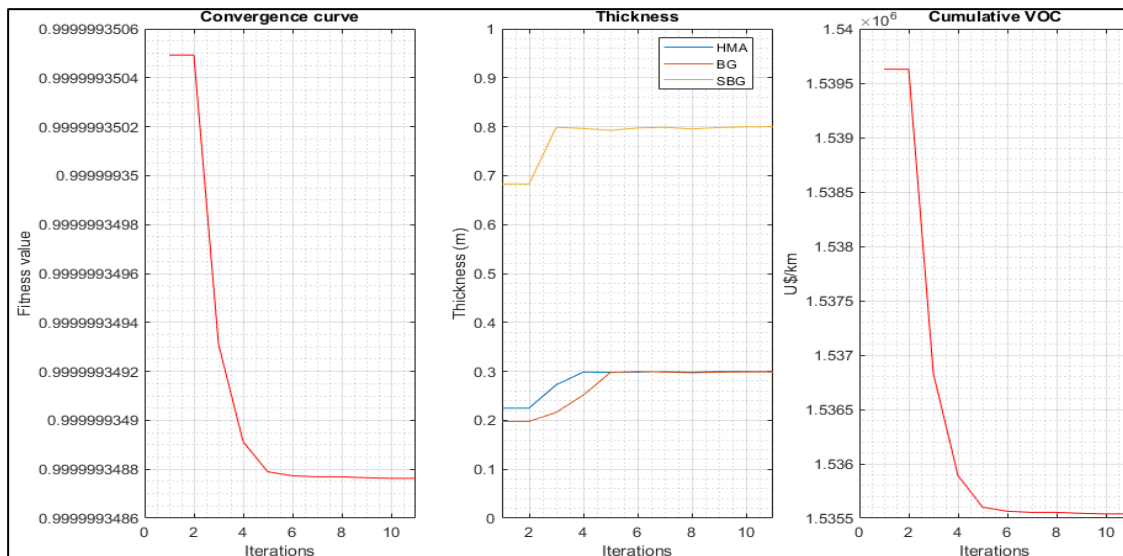 Convergence curve
Fitness value
0.9999993506
0.9999993504
0.9999993502
0.99999935
0.9999993498
0.9999993496
0.9999993494
0.9999993492
0.999999349
0.9999993488
0.9999993486
0 2 4 6 8 10
Iterations
Thickness
Thickness (m)
1
0.9
0.8
0.7
0.6
0.5
0.4
0.3
0.2
0.1
0
HMA
BG
SBG
2 4 6 8 10
Iterations
×10⁶
Cumulative VOC
U$/km
1.54
1.5395
1.539
1.5385
1.538
1.5375
1.537
1.5365
1.536
1.5355
0 2 4 6 8 10
Iterations